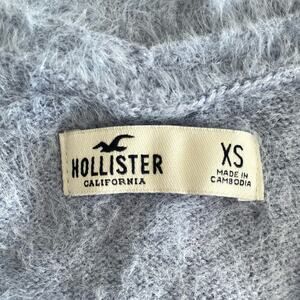 HOLLISTER
CALIFORNIA
XS
MADE IN
CAMBODIA